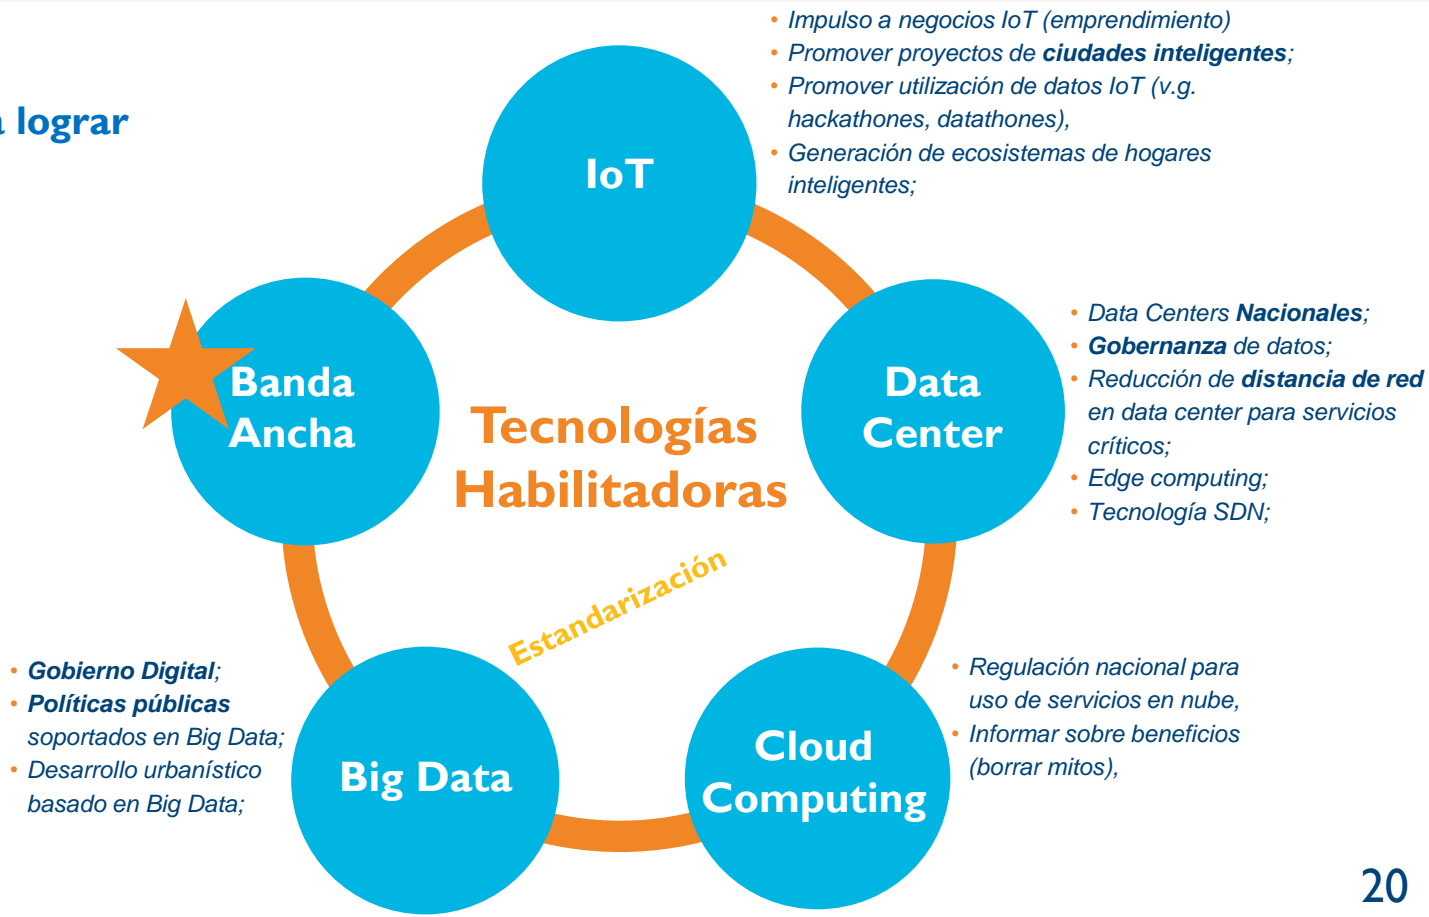 • Impulso a negocios IoT (emprendimiento)
• Promover proyectos de ciudades inteligentes;
• Promover utilización de datos IoT (v.g.
hackathones, datathones),
• Generación de ecosistemas de hogares
inteligentes;
lograr
IoT
Banda
Ancha
Tecnologías
Habilitadoras
Estandarización
Data
Center
• Data Centers Nacionales;
• Gobernanza de datos;
• Reducción de distancia de red
en data center para servicios
críticos;
• Edge computing;
• Tecnología SDN;
• Gobierno Digital;
• Políticas públicas
soportados en Big Data;
• Desarrollo urbanístico
basado en Big Data;
Big Data
Cloud
Computing
• Regulación nacional para
uso de servicios en nube,
• Informar sobre beneficios
(borrar mitos),
20